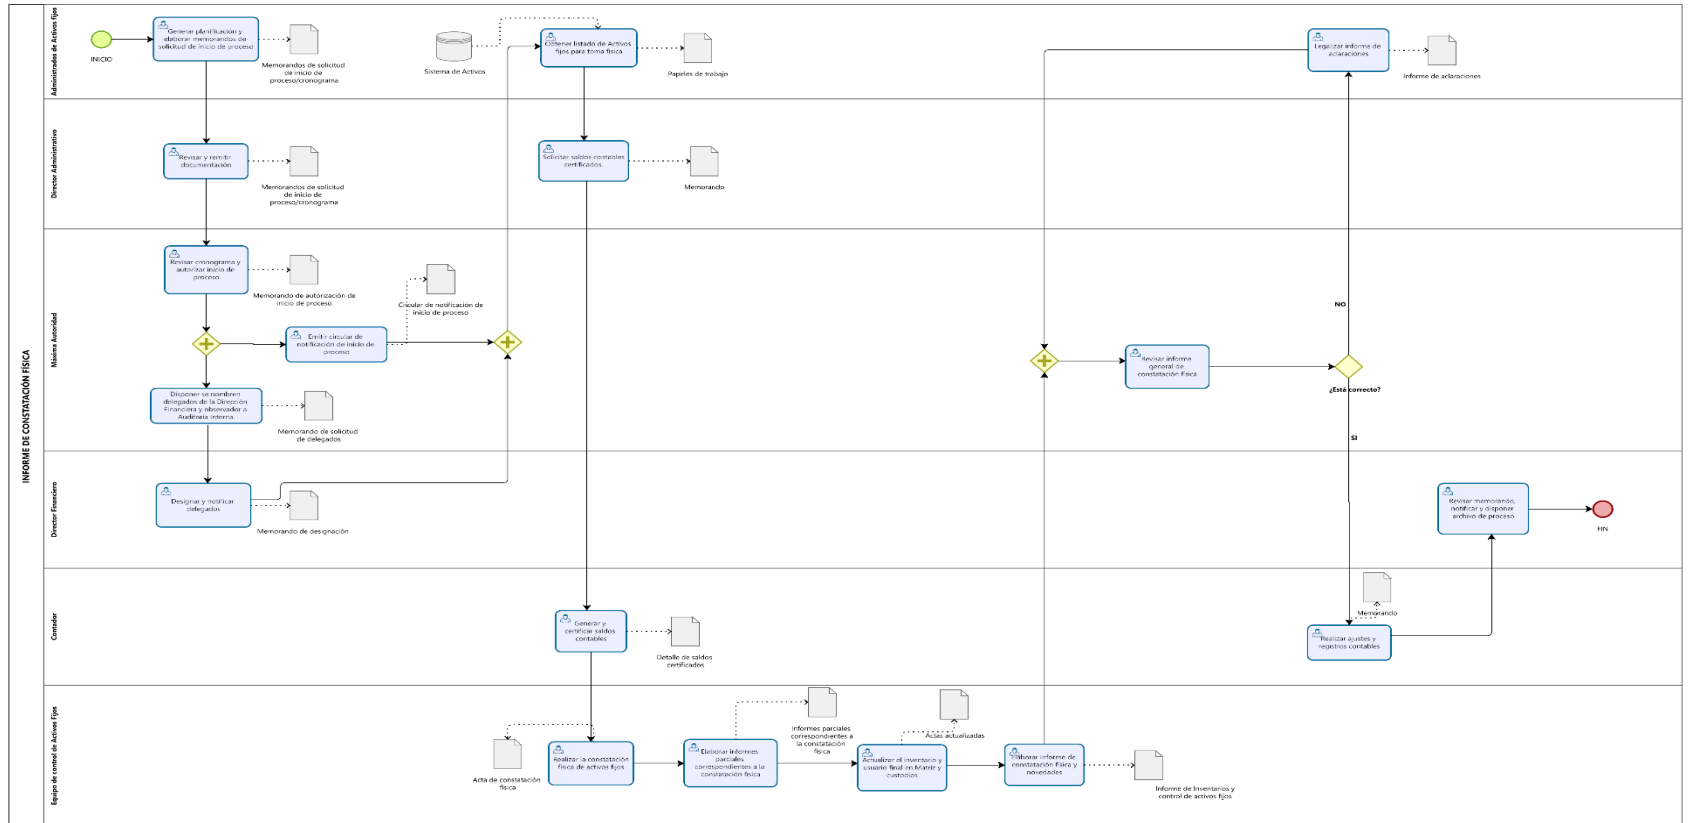 INFORME DE CONSTATACIÓN FÍSICA
Administrados de Activos fijos
INICIO
Generar planificación y
elaborar memorandos de
solicitud de inicio de proceso
Memorandos de solicitud
de inicio de
proceso/cronograma
Sistema de Activos
Obtener listado de Activos
fijos para toma física
Papeles de trabajo
Legalizar informe de
aclaraciones
Informe de aclaraciones
Director Administrativo
Revisar y remitir
documentación
Memorandos de solicitud
de inicio de
proceso/cronograma
Solicitar saldos contables
certificados.
Memorando
Máxima Autoridad
Revisar cronograma y
autorizar inicio de
proceso
Memorando de autorización de
inicio de proceso
Circular de notificación de
inicio de proceso
Emitir circular de
notificación de inicio de
proceso
Disponer se nombren
delegados de la Dirección
Financiera y observador a
Auditoría Interna.
Memorando de solicitud
de delegados
Revisar informe
general de
constatación física
NO
¿Está correcto?
SI
Director Financiero
Designar y notificar
delegados
Memorando de designación
Revisar memorando,
notificar y disponer
archivo de proceso
FIN
Contador
Generar y
certificar saldos
contables
Detalle de saldos
certificados
Memorando
Realizar ajustes y
registros contables
Equipo de control de Activos Fijos
Acta de constatación
física
Realizar la constatación
física de activos fijos
Elaborar informes
parciales
correspondientes a la
constatación física
Informes parciales
correspondientes a
la constatación
física
Actualizar el inventario y
usuario final en Matriz y
custodios
Actas actualizadas
Elaborar informe de
constatación física y
novedades
Informe de Inventarios y
control de activos fijos